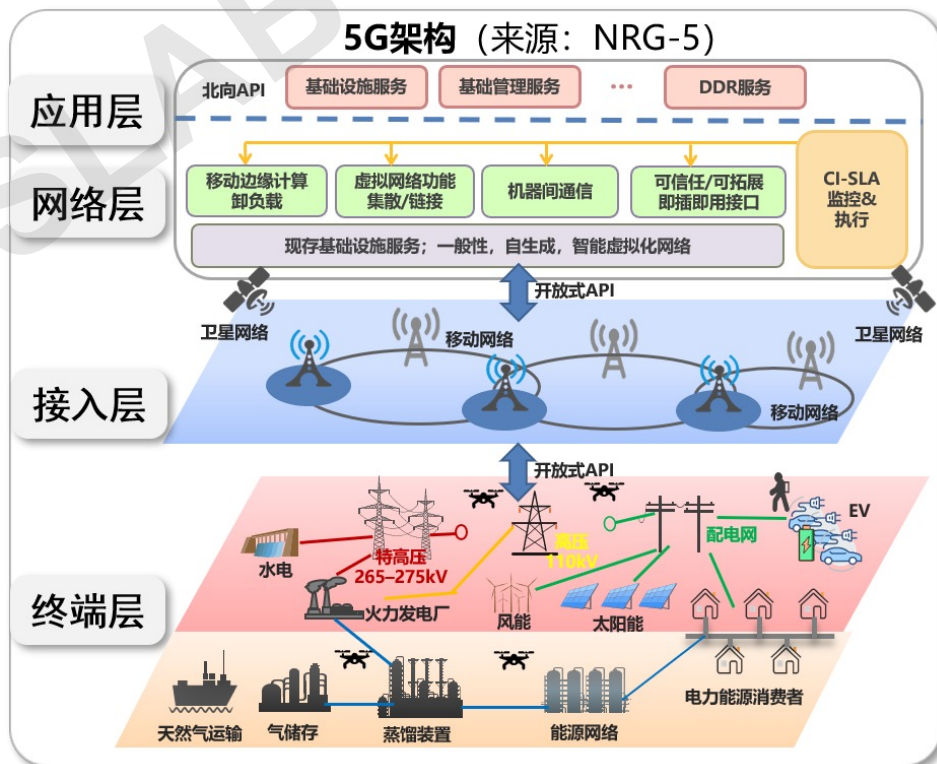 SLAB
5G架构（来源：NRG-5）
应用层
北向API
基础设施服务
基础管理服务
...
DDR服务
网络层
移动边缘计算
卸负载
虚拟网络功能
集散/链接
机器间通信
可信任/可拓展
即插即用接口
CI-SLA
监控&
执行
现存基础设施服务；一般性，自生成，智能虚拟化网络
开放式API
卫星网络
移动网络
卫星网络
接入层
移动网络
开放式API
EV
水电
特高压
265–275kV
高压
110kV
配电网
终端层
火力发电厂
风能
太阳能
电力能源消费者
天然气运输
气储存
蒸馏装置
能源网络